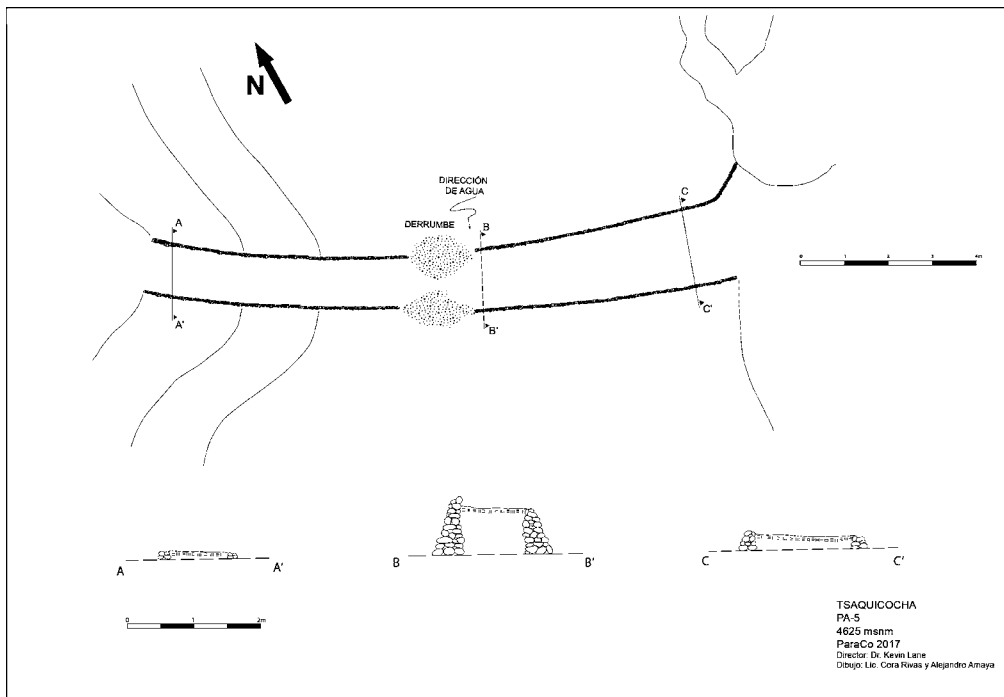 N
DIRECCIÓN
DE AGUA
DERRUMBE
A
B
C
A'
B'
C'
0 1 2 3 4m
A A'
B B'
C C'
0 1 2m
TSAQUICOCHA
PA-5
4625 msnm
ParaCo 2017
Director: Dr. Kevin Lane
Dibujo: Lic. Cora Rivas y Alejandro Amaya